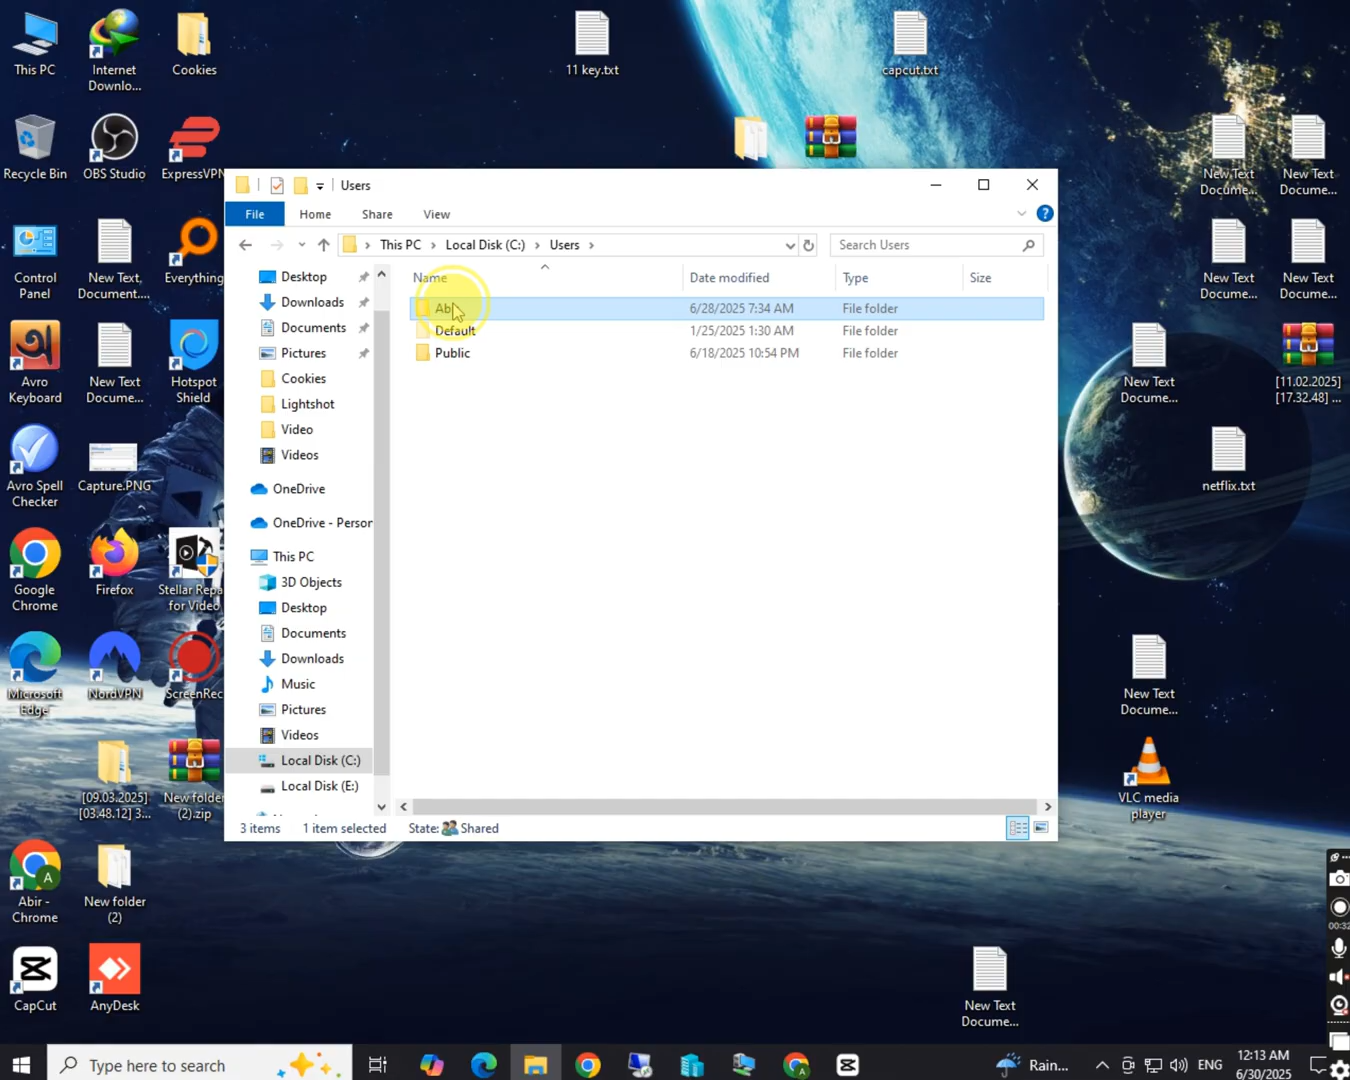 This PC
Internet
Downlo...
Cookies
11 key.txt
capcut.txt
Recycle Bin
OBS Studio
ExpressVPN
New Text
Docume...
New Text
Docume...
Control
Panel
New Text
Document....
Everything
New Text
Docume...
New Text
Docume...
Avro
Keyboard
New Text
Docume...
Hotspot
Shield
New Text
Docume...
[11.02.2025]
[17.32.48] ...
Avro Spell
Checker
Capture.PNG
netflix.txt
Google
Chrome
Firefox
Stellar Repa
for Video
Microsoft
Edge
NordVPN
ScreenRec
New Text
Docume...
[09.03.2025]
[03.48.12] 3...
New folder
(2).zip
VLC media
player
Abir -
Chrome
New folder
(2)
CapCut
AnyDesk
New Text
Docume...
Users
File
Home
Share
View
This PC
Local Disk (C:)
Users
Search Users
Name
Date modified
Type
Size
6/28/2025 7:34 AM
File folder
Default
1/25/2025 1:30 AM
File folder
Public
6/18/2025 10:54 PM
File folder
Desktop
Downloads
Documents
Pictures
Cookies
Lightshot
Video
Videos
OneDrive
OneDrive - Person
This PC
3D Objects
Desktop
Documents
Downloads
Music
Pictures
Videos
Local Disk (C:)
Local Disk (E:)
3 items
1 item selected
State:
Shared
Type here to search
Rain...
ENG
12:13 AM
6/30/2025